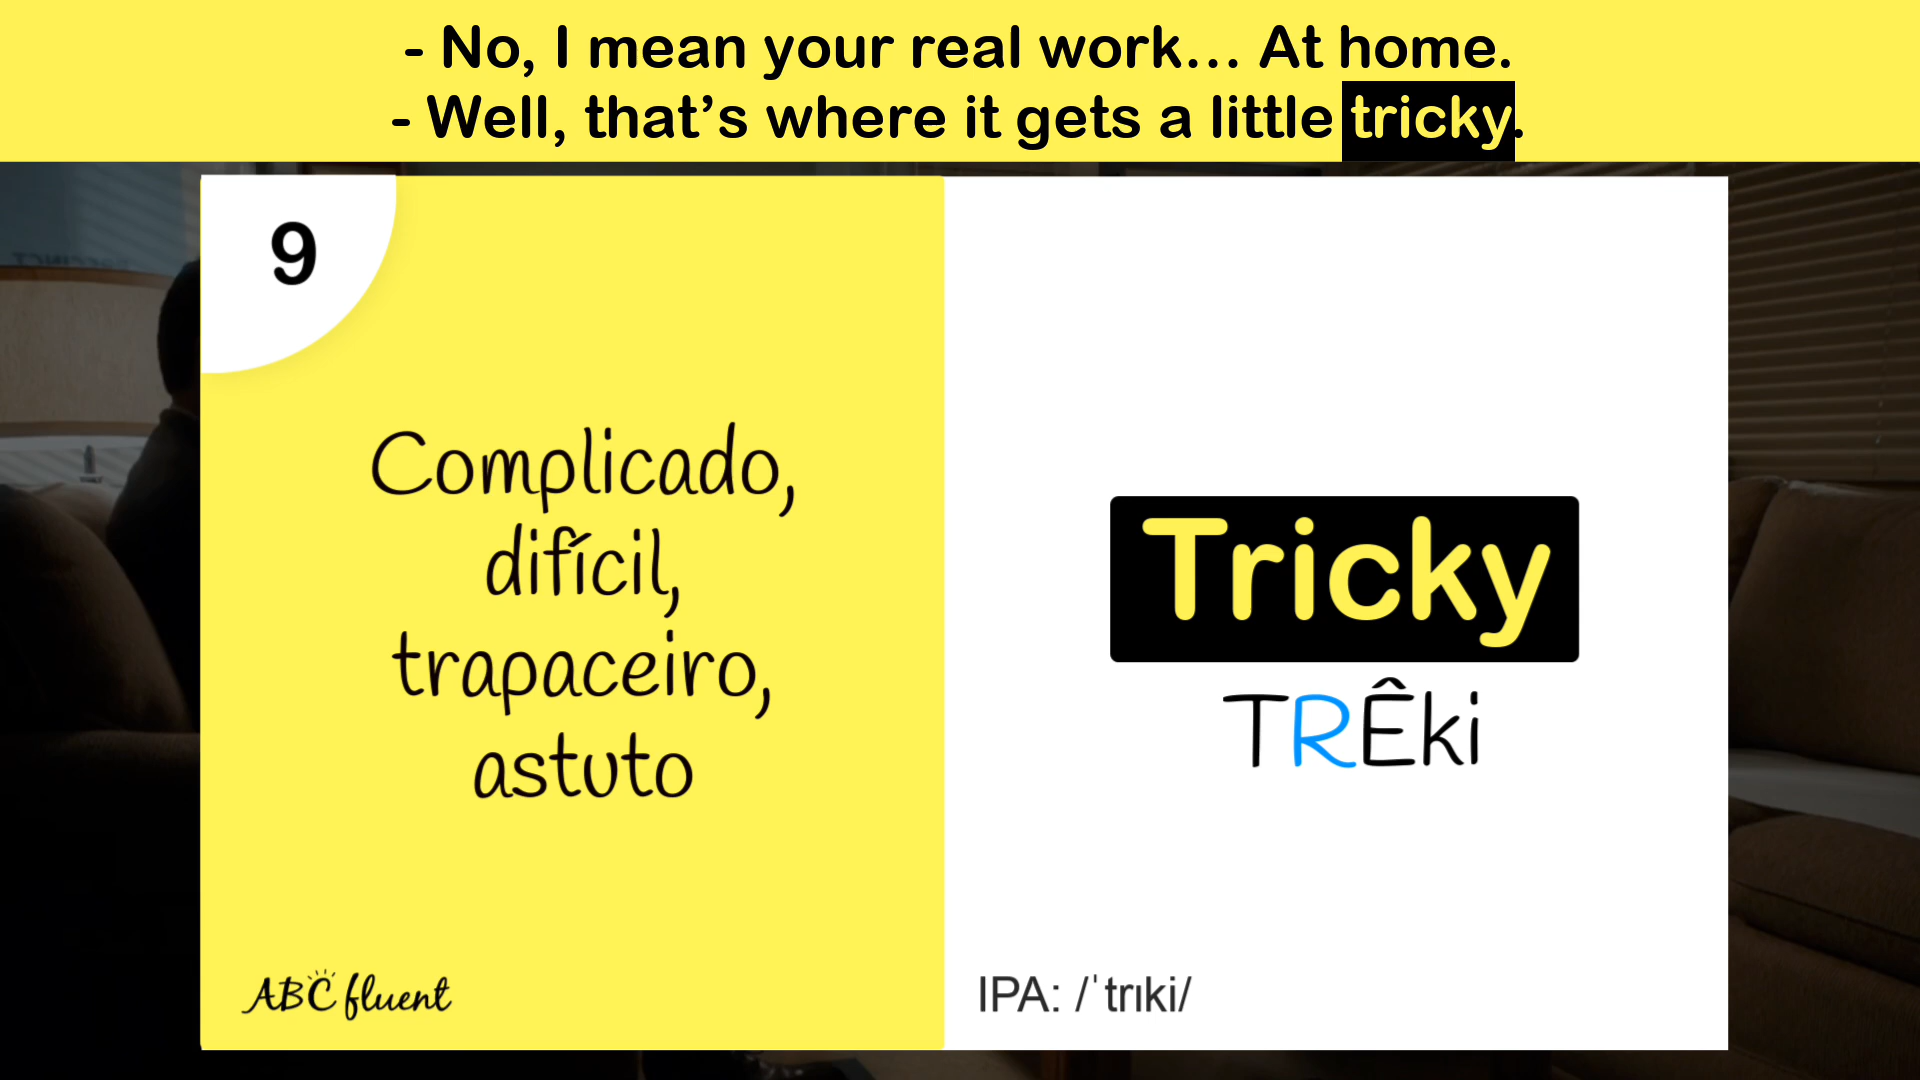 - No, I mean your real work... At home.
- Well, that’s where it gets a little tricky.
9
Complicado,
difícil,
trapaceiro,
astuto
ABC fluent
Tricky
TRÊki
IPA: /ˈtrɪki/